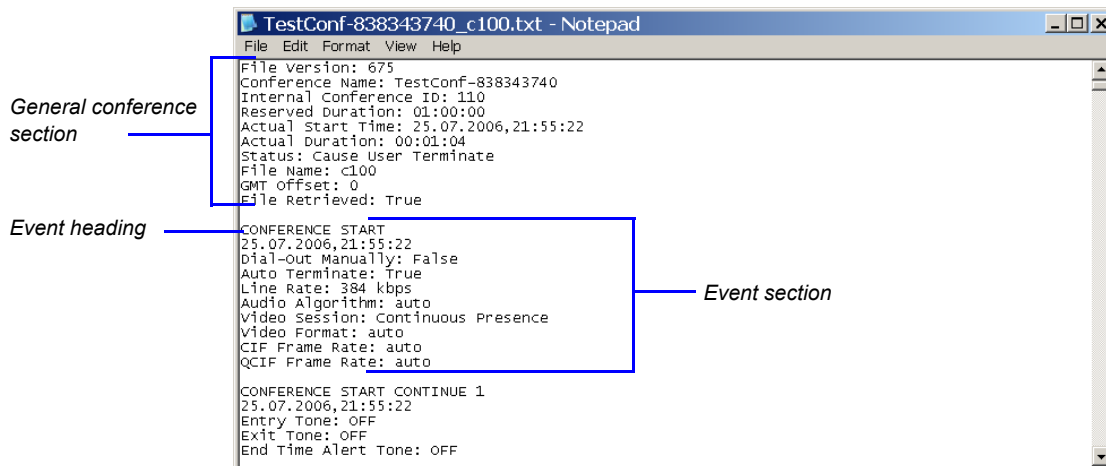 TestConf-838343740_c100.txt - Notepad
File Edit Format View Help
File Version: 675
Conference Name: TestConf-838343740
Internal Conference ID: 110
Reserved Duration: 01:00:00
Actual Start Time: 25.07.2006,21:55:22
Actual Duration: 00:01:04
Status: Cause User Terminate
File Name: c100
GMT Offset: 0
File Retrieved: True
General conference
section
Event heading
CONFERENCE START
25.07.2006,21:55:22
Dial-Out Manually: False
Auto Terminate: True
Line Rate: 384 kbps
Audio Algorithm: auto
Video Session: Continuous Presence
Video Format: auto
CIF Frame Rate: auto
QCIF Frame Rate: auto
Event section
CONFERENCE START CONTINUE 1
25.07.2006,21:55:22
Entry Tone: OFF
Exit Tone: OFF
End Time Alert Tone: OFF